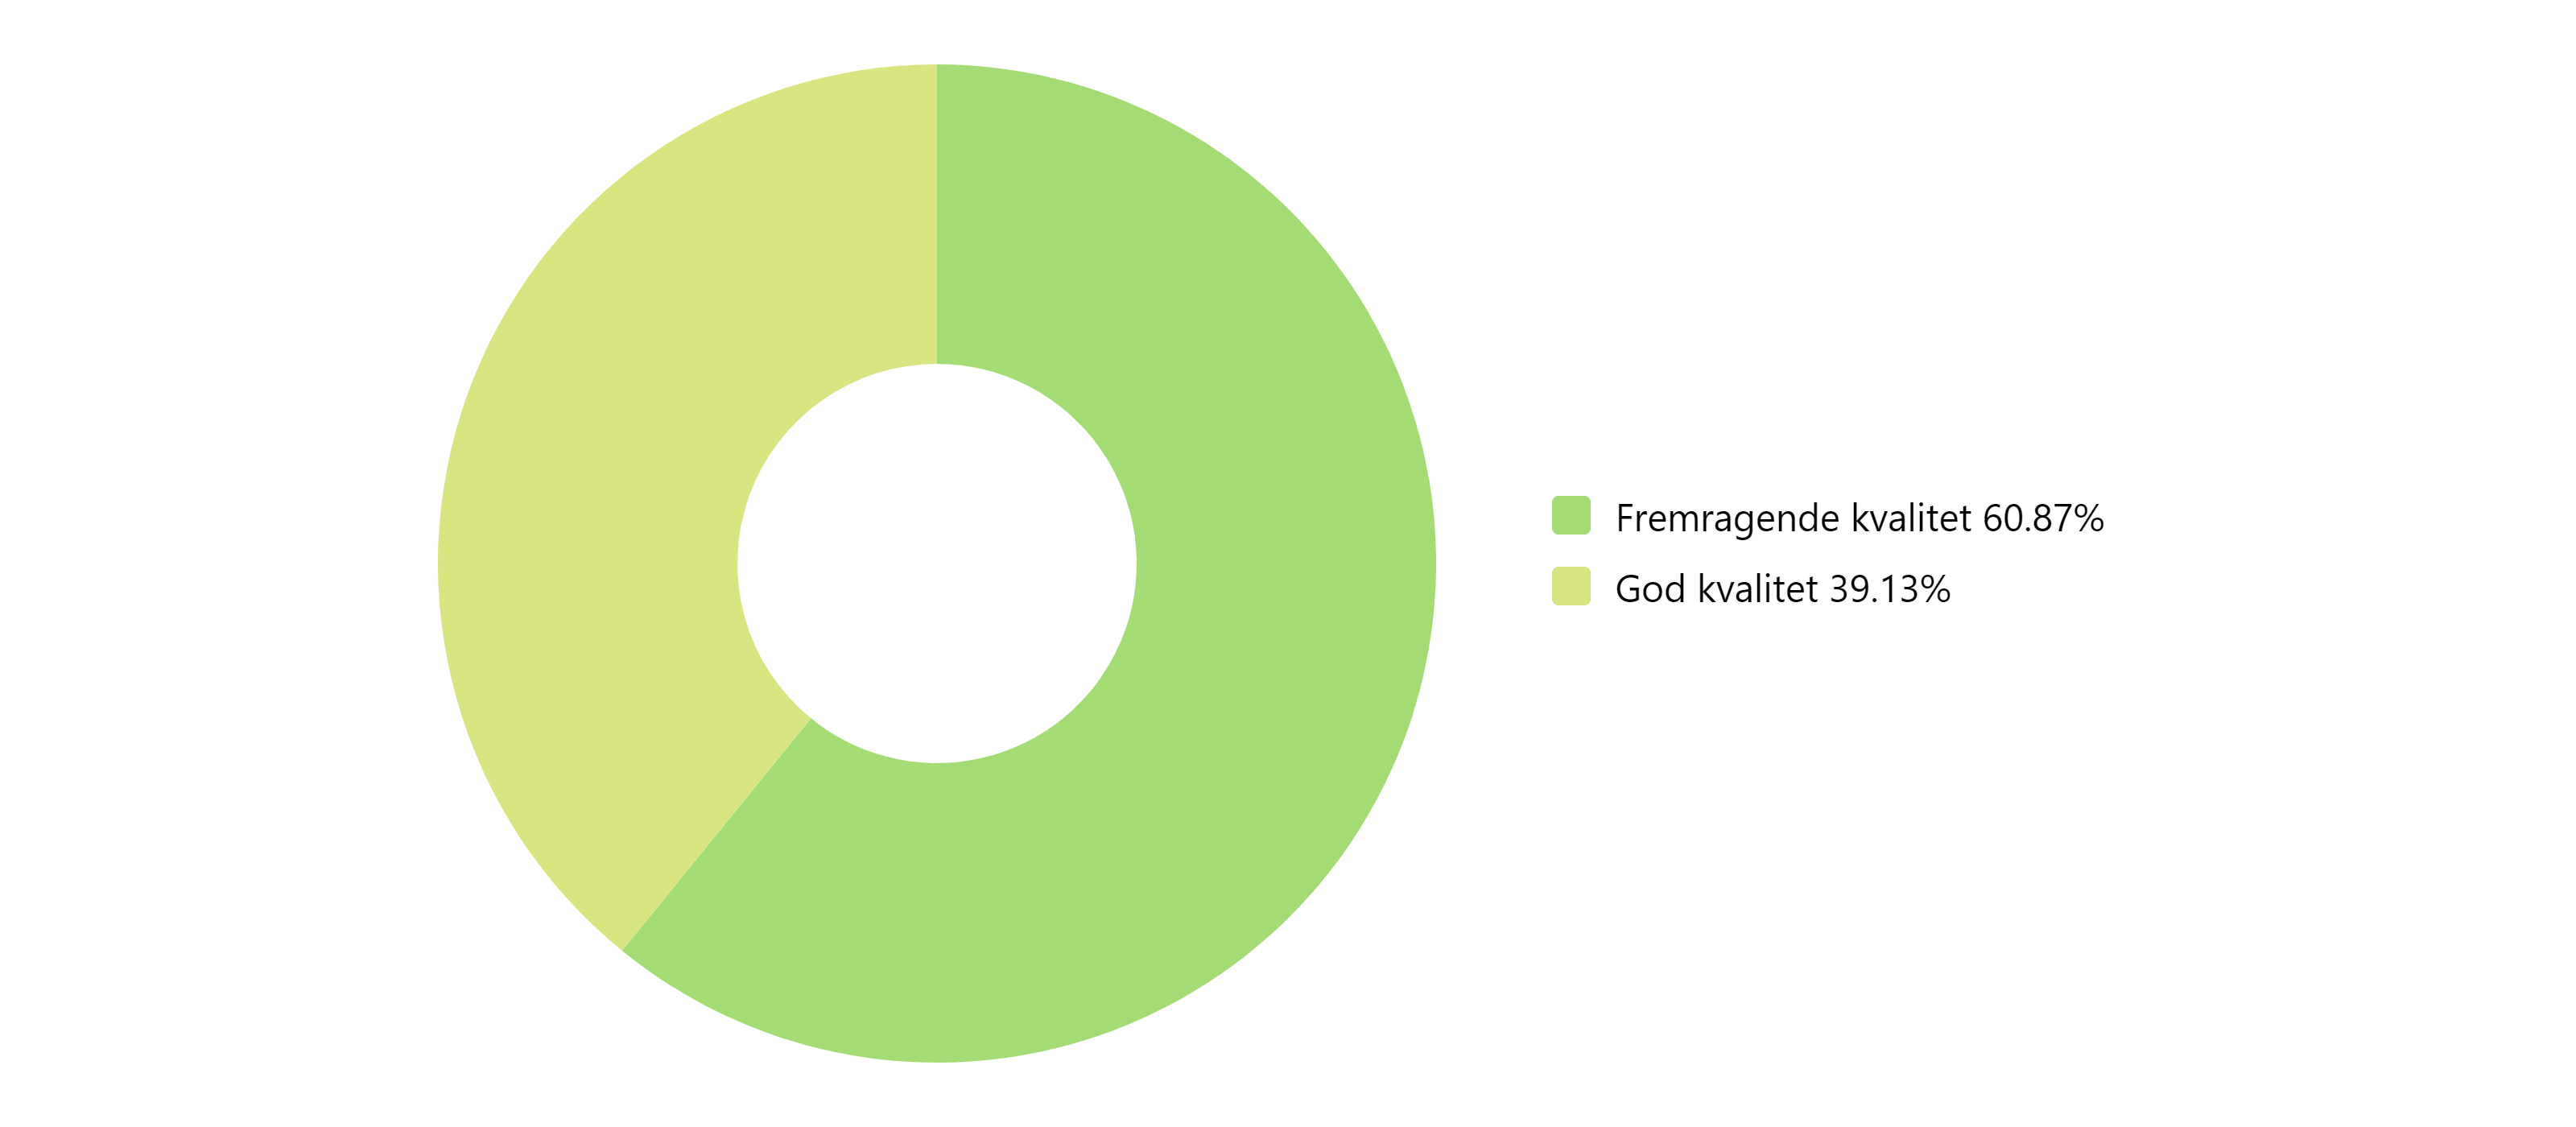 Fremragende kvalitet 60.87%
God kvalitet 39.13%